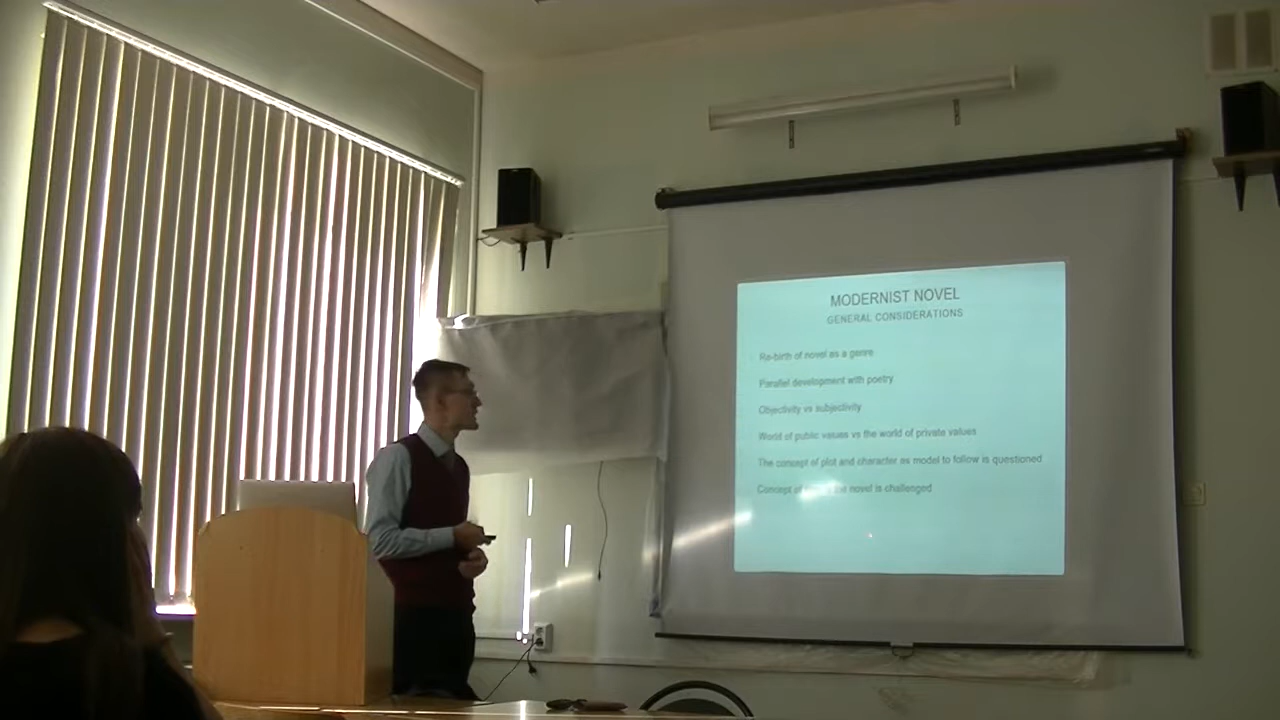 MODERNIST NOVEL
GENERAL CONSIDERATIONS
Re-birth of novel as a genre
Parallel development with poetry
Objectivity vs subjectivity
World of public values vs the world of private values
The concept of plot and character as model to follow is questioned
Concept of the novel is challenged